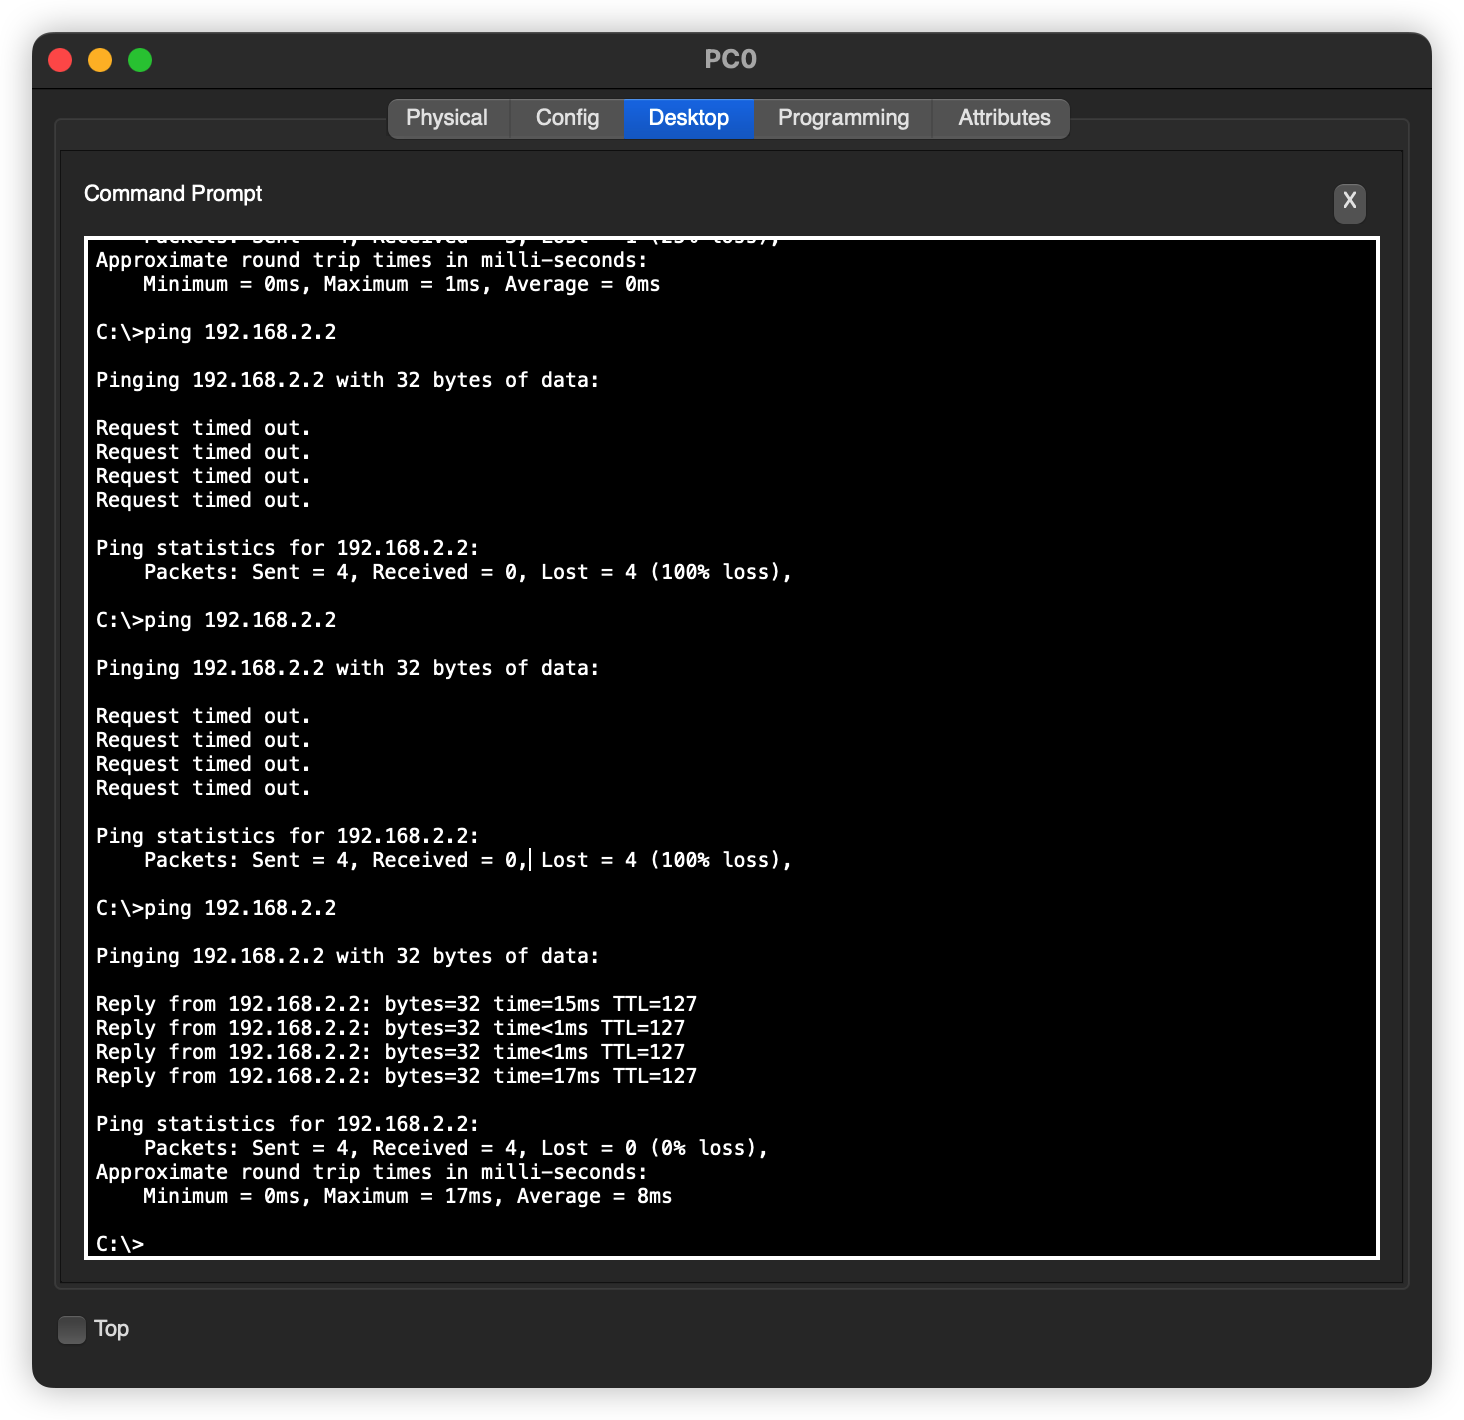 PC0
Physical Config Desktop Programming Attributes
Command Prompt
X
Packets: Sent = 4, Received = 3, Lost = 1 (25% loss),
Approximate round trip times in milli-seconds:
    Minimum = 0ms, Maximum = 1ms, Average = 0ms
C:\>ping 192.168.2.2
Pinging 192.168.2.2 with 32 bytes of data:
Request timed out.
Request timed out.
Request timed out.
Request timed out.
Ping statistics for 192.168.2.2:
    Packets: Sent = 4, Received = 0, Lost = 4 (100% loss),
C:\>ping 192.168.2.2
Pinging 192.168.2.2 with 32 bytes of data:
Request timed out.
Request timed out.
Request timed out.
Request timed out.
Ping statistics for 192.168.2.2:
    Packets: Sent = 4, Received = 0, Lost = 4 (100% loss),
C:\>ping 192.168.2.2
Pinging 192.168.2.2 with 32 bytes of data:
Reply from 192.168.2.2: bytes=32 time=15ms TTL=127
Reply from 192.168.2.2: bytes=32 time<1ms TTL=127
Reply from 192.168.2.2: bytes=32 time<1ms TTL=127
Reply from 192.168.2.2: bytes=32 time=17ms TTL=127
Ping statistics for 192.168.2.2:
    Packets: Sent = 4, Received = 4, Lost = 0 (0% loss),
Approximate round trip times in milli-seconds:
    Minimum = 0ms, Maximum = 17ms, Average = 8ms
C:\>
Top